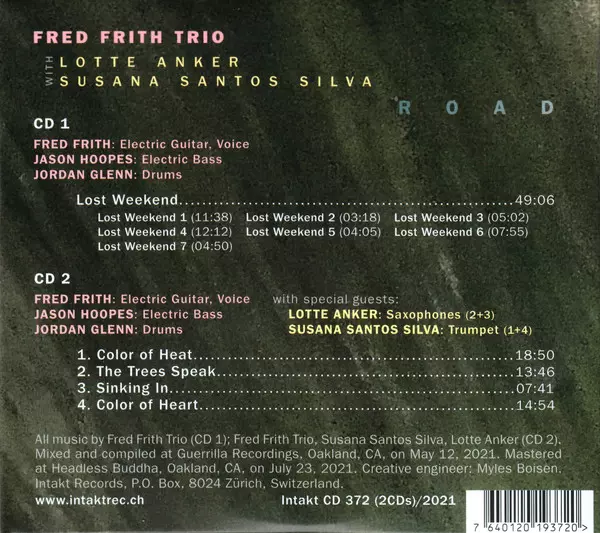 FRED FRITH TRIO
WITH LOTTE ANKER
SUSANA SANTOS SILVA
ROAD
CD 1
FRED FRITH: Electric Guitar, Voice
JASON HOOPES: Electric Bass
JORDAN GLENN: Drums
Lost Weekend........................................................49:06
Lost Weekend 1 (11:38) Lost Weekend 2 (03:18) Lost Weekend 3 (05:02)
Lost Weekend 4 (12:12) Lost Weekend 5 (04:05) Lost Weekend 6 (07:55)
Lost Weekend 7 (04:50)
CD 2
FRED FRITH: Electric Guitar, Voice with special guests:
JASON HOOPES: Electric Bass LOTTE ANKER: Saxophones (2+3)
JORDAN GLENN: Drums SUSANA SANTOS SILVA: Trumpet (1+4)
1. Color of Heat......................................................18:50
2. The Trees Speak.................................................13:46
3. Sinking In...........................................................07:41
4. Color of Heart.....................................................14:54
All music by Fred Frith Trio (CD 1); Fred Frith Trio, Susana Santos Silva, Lotte Anker (CD 2).
Mixed and compiled at Guerrilla Recordings, Oakland, CA, on May 12, 2021. Mastered
at Headless Buddha, Oakland, CA, on July 23, 2021. Creative engineer: Myles Boisen.
Intakt Records, P.O. Box, 8024 Zürich, Switzerland.
www.intaktrec.ch Intakt CD 372 (2CDs)/2021
7 640120 193720 >